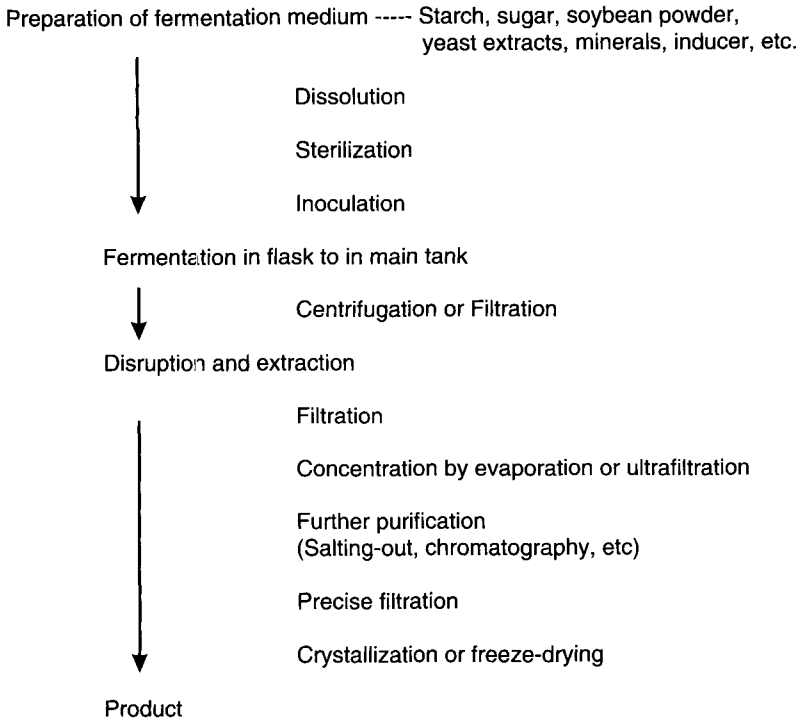 Preparation of fermentation medium ----- Starch, sugar, soybean powder,
yeast extracts, minerals, inducer, etc.
Dissolution
Sterilization
Inoculation
Fermentation in flask to in main tank
Centrifugation or Filtration
Disruption and extraction
Filtration
Concentration by evaporation or ultrafiltration
Further purification
(Salting-out, chromatography, etc)
Precise filtration
Crystallization or freeze-drying
Product